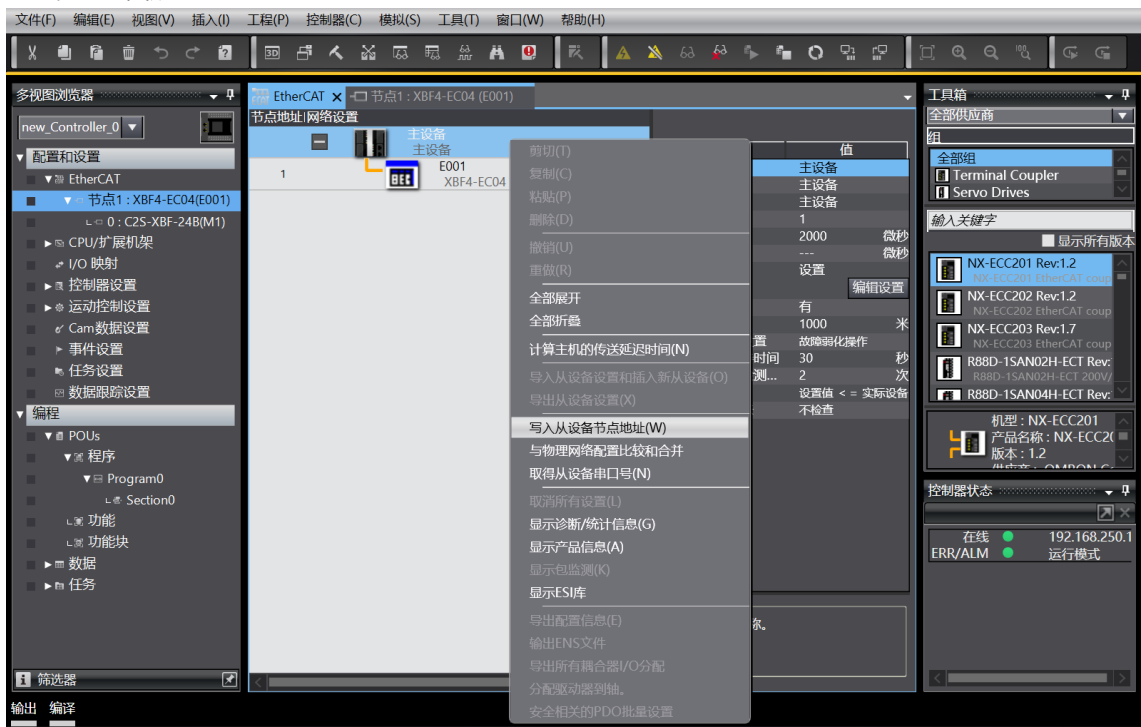 文件(F) 编辑(E) 视图(V) 插入(I) 工程(P) 控制器(C) 模拟(S) 工具(T) 窗口(W) 帮助(H)
多视图浏览器
new_Controller_0
配置和设置
EtherCAT
节点1 : XBF4-EC04(E001)
0 : C2S-XBF-24B(M1)
CPU/扩展机架
I/O 映射
控制器设置
运动控制设置
Cam数据设置
事件设置
任务设置
数据跟踪设置
编程
POUs
程序
Program0
Section0
功能
功能块
数据
任务
筛选器
输出 编译
EtherCAT 节点1 : XBF4-EC04 (E001)
节点地址|网络设置
主设备
主设备
1
E001
XBF4-EC04
剪切(T)
复制(C)
粘贴(P)
删除(D)
撤销(U)
重做(R)
全部展开
全部折叠
计算主机的传送延迟时间(N)
导入从设备设置和插入新从设备(O)
导出从设备设置(X)
写入从设备节点地址(W)
与物理网络配置比较和合并
取得从设备串口号(N)
取消所有设置(L)
显示诊断/统计信息(G)
显示产品信息(A)
显示包监测(K)
显示ESI库
导出配置信息(E)
输出ENS文件
导出所有耦合器I/O分配
分配驱动器到轴。
安全相关的PDO批量设置
值
主设备
主设备
主设备
1
2000 微秒
--- 微秒
设置
编辑设置
有
1000 米
置 故障弱化操作
时间 30 秒
测... 2 次
设置值 < = 实际设备
不检查
称。
工具箱
全部供应商
组
全部组
Terminal Coupler
Servo Drives
输入关键字
显示所有版本
NX-ECC201 Rev:1.2
NX-ECC201 EtherCAT coup
NX-ECC202 Rev:1.2
NX-ECC202 EtherCAT coup
NX-ECC203 Rev:1.7
NX-ECC203 EtherCAT coup
R88D-1SAN02H-ECT Rev:
R88D-1SAN02H-ECT 200V/
R88D-1SAN04H-ECT Rev:
机型 : NX-ECC201
产品名称 : NX-ECC2(
版本 : 1.2
控制器状态
在线 192.168.250.1
ERR/ALM 运行模式